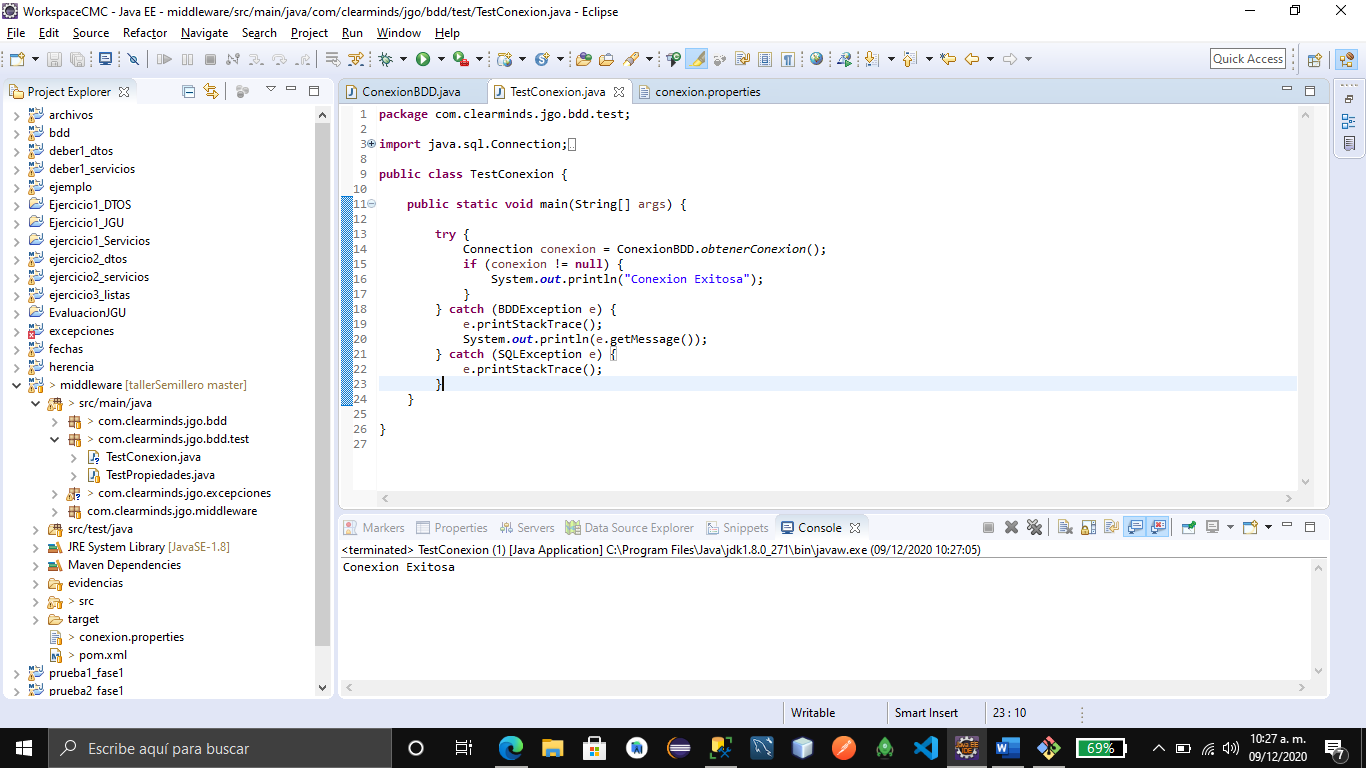 WorkspaceCMC - Java EE - middleware/src/main/java/com/clearminds/jgo/bdd/test/TestConexion.java - Eclipse
File Edit Source Refactor Navigate Search Project Run Window Help
Quick Access
Project Explorer
archivos
bdd
deber1_dtos
deber1_servicios
ejemplo
Ejercicio1_DTOS
Ejercicio1_JGU
ejercicio1_Servicios
ejercicio2_dtos
ejercicio2_servicios
ejercicio3_listas
EvaluacionJGU
excepciones
fechas
herencia
> middleware [tallerSemillero master]
> src/main/java
> com.clearminds.jgo.bdd
> com.clearminds.jgo.bdd.test
TestConexion.java
TestPropiedades.java
> com.clearminds.jgo.excepciones
com.clearminds.jgo.middleware
src/test/java
JRE System Library [JavaSE-1.8]
Maven Dependencies
evidencias
> src
target
> conexion.properties
> pom.xml
prueba1_fase1
prueba2_fase1
ConexionBDD.java TestConexion.java conexion.properties
1 package com.clearminds.jgo.bdd.test;
2
3 import java.sql.Connection;
8
9 public class TestConexion {
10
11 public static void main(String[] args) {
12
13 try {
14 Connection conexion = ConexionBDD.obtenerConexion();
15 if (conexion != null) {
16 System.out.println("Conexion Exitosa");
17 }
18 } catch (BDDException e) {
19 e.printStackTrace();
20 System.out.println(e.getMessage());
21 } catch (SQLException e) {
22 e.printStackTrace();
23 }
24 }
25
26 }
27
Markers Properties Servers Data Source Explorer Snippets Console
<terminated> TestConexion (1) [Java Application] C:\Program Files\Java\jdk1.8.0_271\bin\javaw.exe (09/12/2020 10:27:05)
Conexion Exitosa
Writable Smart Insert 23 : 10
Escribe aquí para buscar
69%
10:27 a. m.
09/12/2020
7